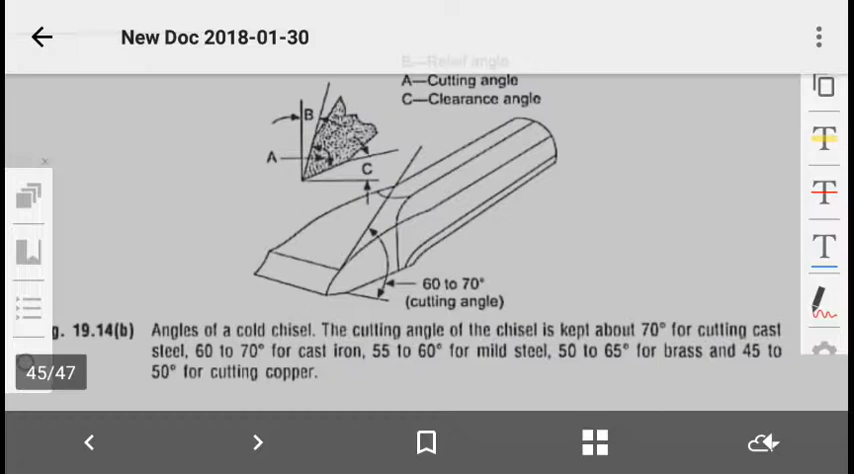 New Doc 2018-01-30
B—Relief angle
A—Cutting angle
C—Clearance angle
B
A
C
60 to 70°
(cutting angle)
g. 19.14(b) Angles of a cold chisel. The cutting angle of the chisel is kept about 70° for cutting cast
steel, 60 to 70° for cast iron, 55 to 60° for mild steel, 50 to 65° for brass and 45 to
50° for cutting copper.
45/47
T
T
T